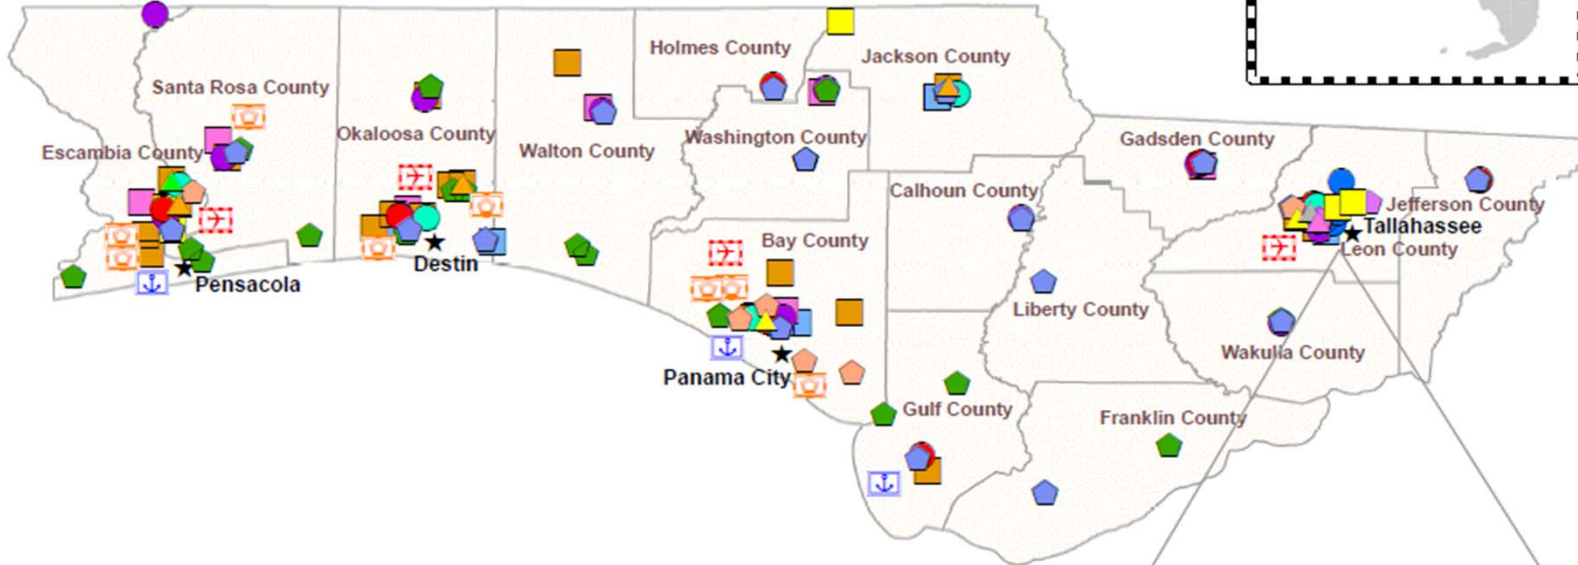 Holmes County
Jackson County
Santa Rosa County
Okaloosa County
Washington County
Gadsden County
Escambia County
Walton County
Calhoun County
Jefferson County
Tallahassee
Leon County
Bay County
Destin
Pensacola
Liberty County
Wakulla County
Panama City
Gulf County
Franklin County